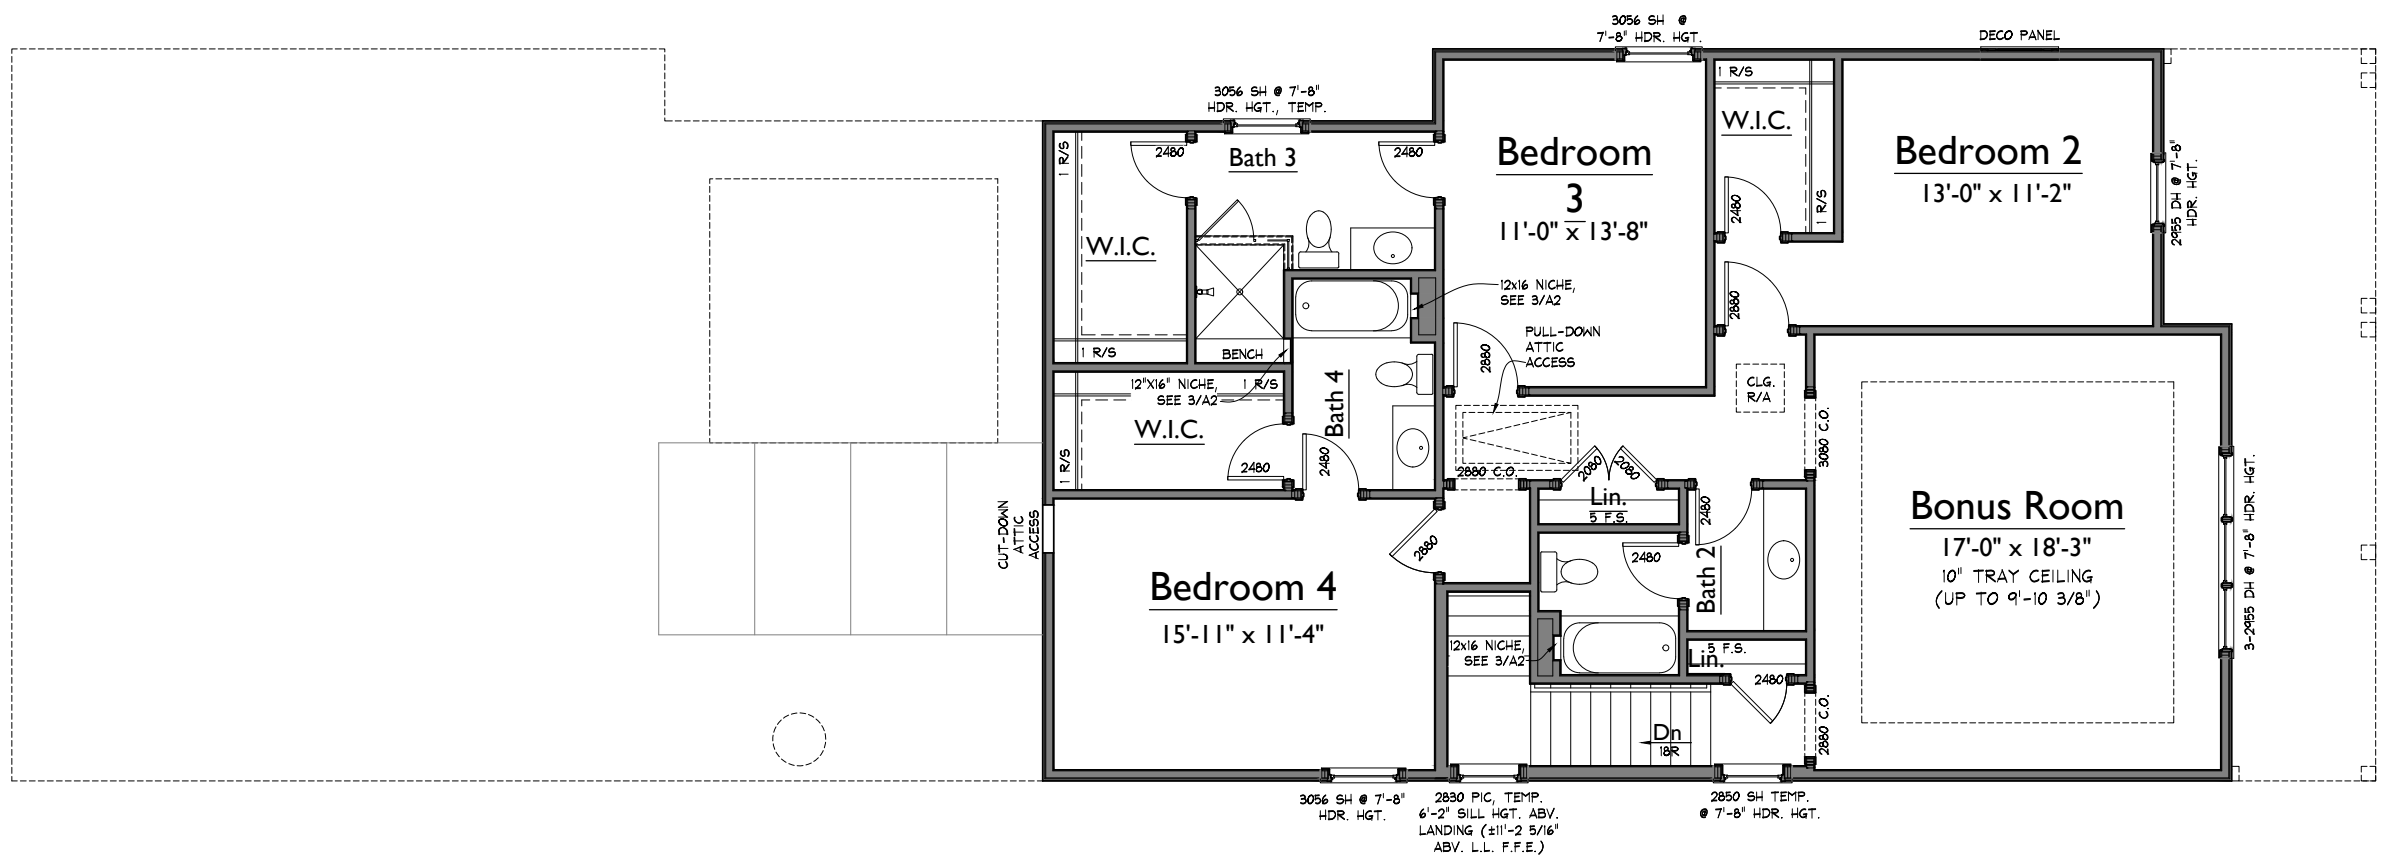 3056 SH @
7'-8" HDR. HGT.
DECO PANEL
3056 SH @ 7'-8"
HDR. HGT., TEMP.
1 R/S
1 R/S
2480
Bath 3
2480
Bedroom
3
11'-0" x 13'-8"
W.I.C.
2480
1 R/S
Bedroom 2
13'-0" x 11'-2"
2955 DH @ 7'-8"
HDR. HGT.
W.I.C.
1 R/S
BENCH
12x16 NICHE,
SEE 3/A2
2880
PULL-DOWN
ATTIC
ACCESS
2880
12"X16" NICHE,
SEE 3/A2
1 R/S
Bath 4
CLG.
R/A
W.I.C.
1 R/S
2480
2480
2880 C.O.
2080
2080
3080 C.O.
Lin.
5 F.S.
2480
CUT-DOWN
ATTIC
ACCESS
2880
2480
Bath 2
Bonus Room
17'-0" x 18'-3"
10" TRAY CEILING
(UP TO 9'-10 3/8")
3-2955 DH @ 7'-8" HDR. HGT.
Bedroom 4
15'-11" x 11'-4"
12x16 NICHE,
SEE 3/A2
5 F.S.
Lin.
2480
Dn
18R
2880 C.O.
3056 SH @ 7'-8"
HDR. HGT.
2830 PIC, TEMP.
6'-2" SILL HGT. ABV.
LANDING (±11'-2 5/16"
ABV. L.L. F.F.E.)
2850 SH TEMP.
@ 7'-8" HDR. HGT.